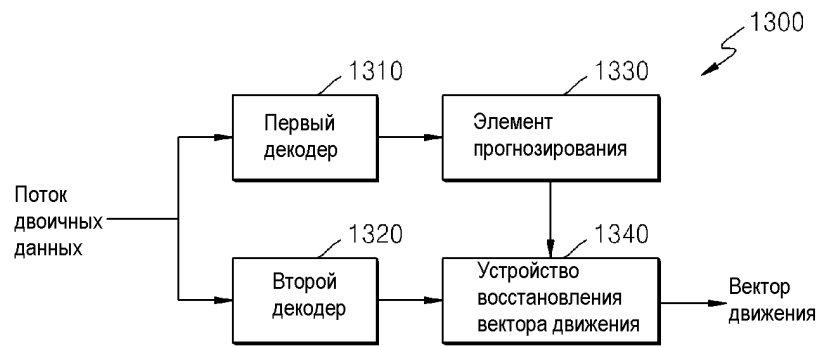 1300
1310
1330
Первый
декодер
Элемент
прогнозирования
Поток
двоичных
данных
1320
1340
Второй
декодер
Устройство
восстановления
вектора движения
Вектор
движения